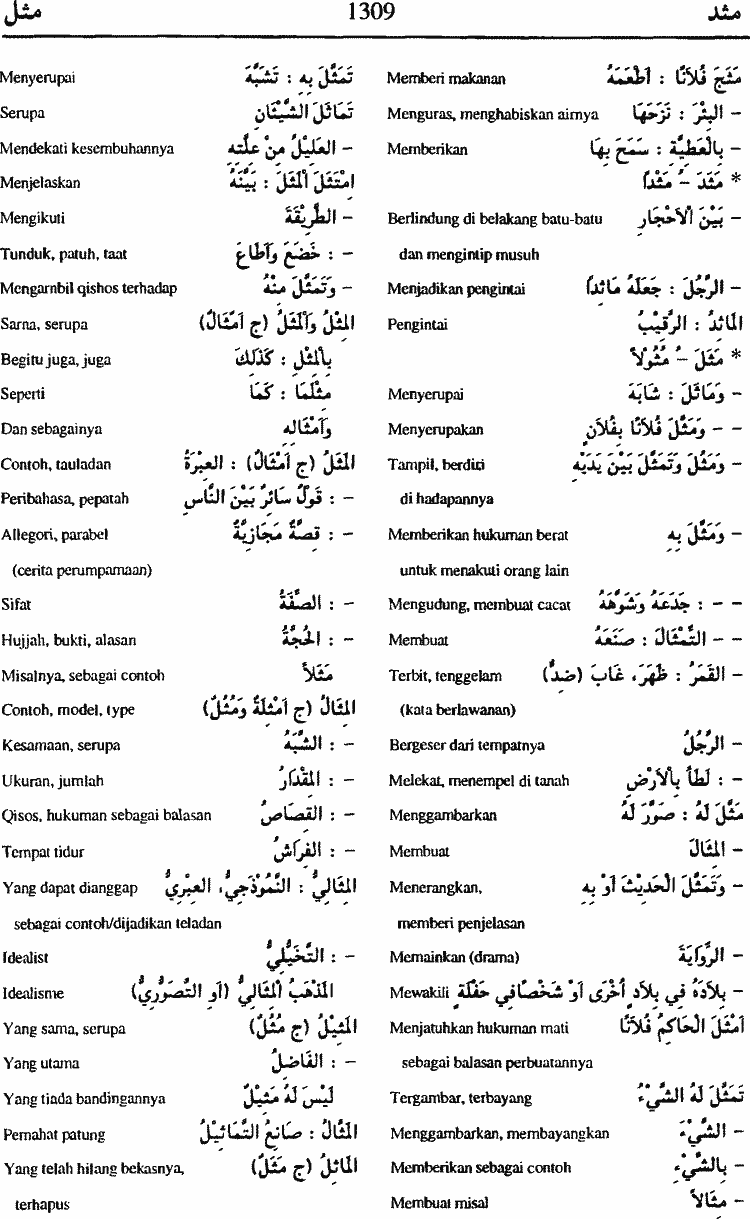 مثل 1309 مثد
Memberi makanan مَثَجَ فُلَانًا : أَطْعَمَهُ
Menguras, menghabiskan airnya – البِئْرَ : نَزَحَهَا
Memberikan – بِالْعَطِيَّةِ : سَمَحَ بِهَا
* مَثَدَ – ُ مَثْدًا
Berlindung di belakang batu-batu – بَيْنَ الْأَحْجَارِ
dan mengintip musuh
Menjadikan pengintai – الرَّجُلَ : جَعَلَهُ مَاثِدًا
Pengintai المَاثِدُ : الرَّقِيْبُ
* مَثَلَ – ُ مُثُوْلاً
Menyerupai – وَمَاثَلَ : شَابَهَ
Menyerupakan – – وَمَثَّلَ فُلَانًا بِفُلَانٍ
Tampil, berdiri – وَمَثُلَ وَتَمَثَّلَ بَيْنَ يَدَيْهِ
di hadapannya
Memberikan hukuman berat – وَمَثَّلَ بِهِ
untuk menakuti orang lain
Mengudung, membuat cacat – – : جَدَعَهُ وَشَوَّهَهُ
Membuat – – التِّمْثَالَ : صَنَعَهُ
Terbit, tenggelam – القَمَرُ : ظَهَرَ، غَابَ (ضِدٌّ)
(kata berlawanan)
Bergeser dari tempatnya – الرَّجُلُ
Melekat, menempel di tanah – : لَطَأَ بِالْأَرْضِ
Menggambarkan مَثَّلَ لَهُ : صَوَّرَ لَهُ
Membuat – المِثَالَ
Menerangkan, – وَتَمَثَّلَ الْحَدِيْثَ أَوْ بِهِ
memberi penjelasan
Memainkan (drama) – الرِّوَايَةَ
Mewakili – بِلَادَهُ فِي بِلَادٍ أُخْرَى أَوْ شَخْصًا فِي حَفْلَةٍ
Menjatuhkan hukuman mati أَمْثَلَ الْحَاكِمُ فُلَانًا
sebagai balasan perbuatannya
Tergambar, terbayang تَمَثَّلَ لَهُ الشَّيْءُ
Menggambarkan, membayangkan – الشَّيْءَ
Memberikan sebagai contoh – بِالشَّيْءِ
Membuat misal – مِثَالاً
Menyerupai تَمَثَّلَ بِهِ : تَشَبَّهَ
Serupa تَمَاثَلَ الشَّيْئَانِ
Mendekati kesembuhannya – العَلِيْلُ مِنْ عِلَّتِهِ
Menjelaskan امْتَثَلَ الْمَثَلَ : بَيَّنَهُ
Mengikuti – الطَّرِيْقَةَ
Tunduk, patuh, taat – : خَضَعَ وَأَطَاعَ
Mengambil qishos terhadap – وَتَمَثَّلَ مِنْهُ
Sama, serupa المِثْلُ وَالْمَثَلُ (ج أَمْثَالٌ)
Begitu juga, juga بِالْمِثْلِ : كَذَلِكَ
Seperti مِثْلَمَا : كَمَا
Dan sebagainya وَأَمْثَالِهِ
Contoh, tauladan المَثَلُ (ج أَمْثَالٌ) : العِبْرَةُ
Peribahasa, pepatah – : قَوْلٌ سَائِرٌ بَيْنَ النَّاسِ
Allegori, parabel – : قِصَّةٌ مَجَازِيَّةٌ
(cerita perumpamaan)
Sifat – : الصِّفَةُ
Hujjah, bukti, alasan – : الْحُجَّةُ
Misalnya, sebagai contoh مَثَلاً
Contoh, model, type المِثَالُ (ج أَمْثِلَةٌ وَمُثُلٌ)
Kesamaan, serupa – : الشَّبَهُ
Ukuran, jumlah – : المِقْدَارُ
Qisos, hukuman sebagai balasan – : القِصَاصُ
Tempat tidur – : الفِرَاشُ
Yang dapat dianggap المِثَالِيُّ : النَّمُوْذَجِيُّ، العِبْرِيُّ
sebagai contoh/dijadikan teladan
Idealist – : التَّخَيُّلِيُّ
Idealisme المَذْهَبُ الْمِثَالِيُّ (أَوِ التَّصَوُّرِيُّ)
Yang sama, serupa المَثِيْلُ (ج مُثُلٌ)
Yang utama – : الفَاضِلُ
Yang tiada bandingannya لَيْسَ لَهُ مَثِيْلٌ
Pemahat patung المَثَّالُ : صَانِعُ التَّمَاثِيْلِ
Yang telah hilang bekasnya, المَاثِلُ (ج مَثَلٌ)
terhapus